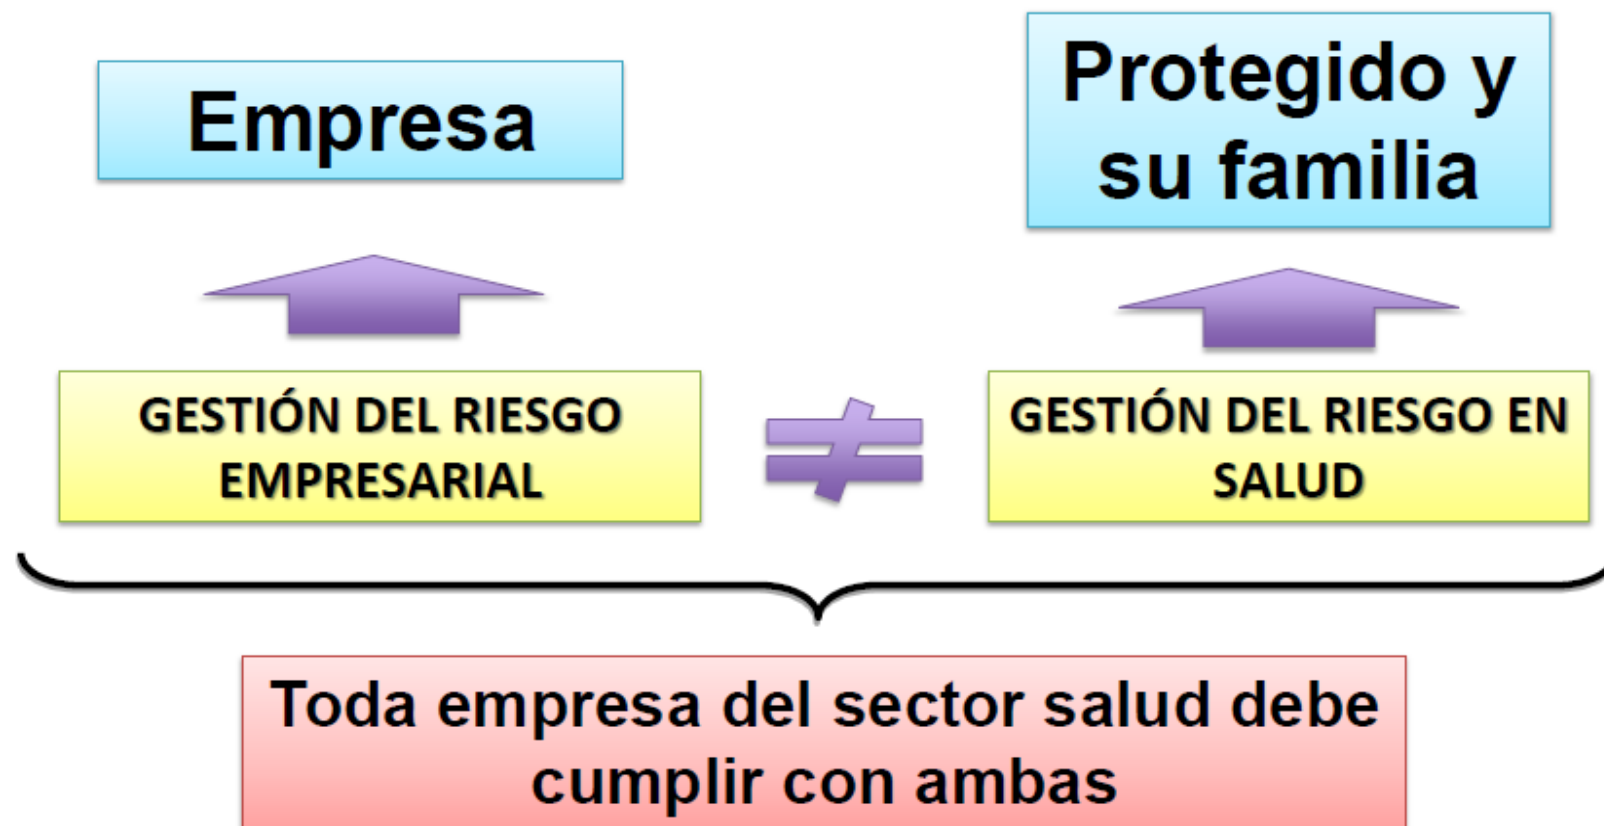 Empresa
Protegido y
su familia
GESTIÓN DEL RIESGO
EMPRESARIAL
≠
GESTIÓN DEL RIESGO EN
SALUD
Toda empresa del sector salud debe
cumplir con ambas